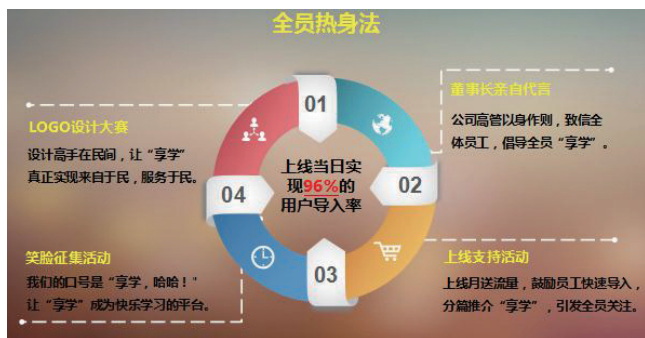 全员热身法
LOGO设计大赛
设计高手在民间，让“享学”
真正实现来自于民，服务于民。
01
董事长亲自代言
公司高管以身作则，致信全
体员工，倡导全员“享学”。
上线当日实
现96%的
用户导入率
02
04
笑脸征集活动
我们的口号是“享学，哈哈！"
让“享学”成为快乐学习的平台。
03
上线支持活动
上线月送流量，鼓励员工快速导入，
分篇推介“享学”，引发全员关注。